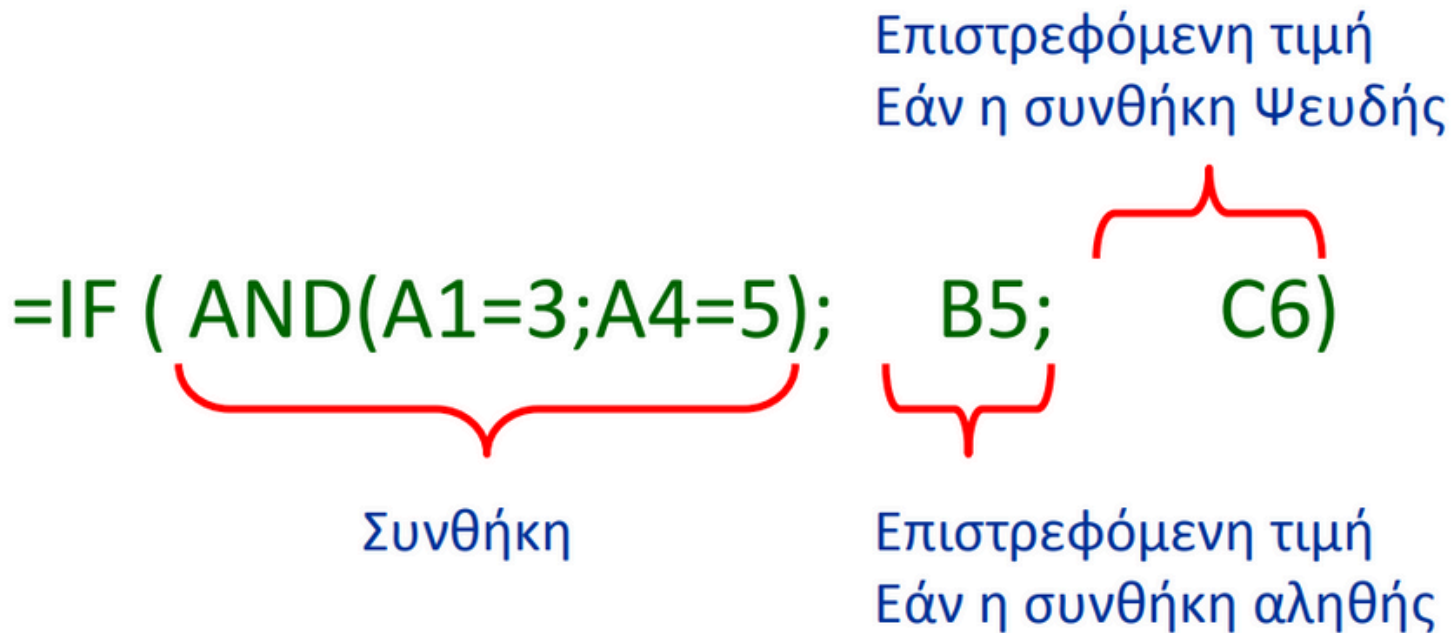 Επιστρεφόμενη τιμή
Εάν η συνθήκη Ψευδής
=IF ( AND(A1=3;A4=5); B5; C6)
Συνθήκη
Επιστρεφόμενη τιμή
Εάν η συνθήκη αληθής